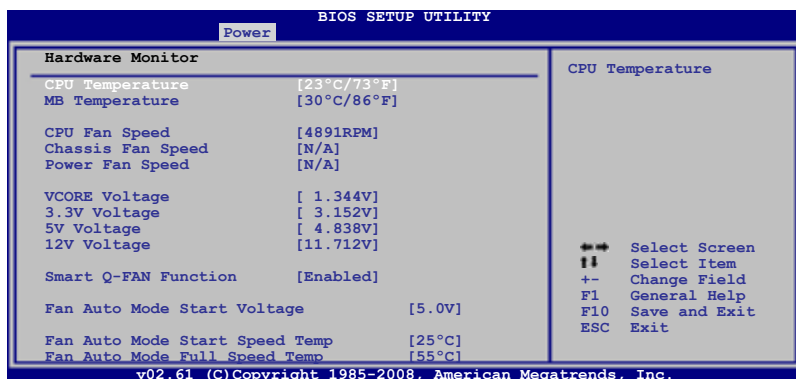 BIOS SETUP UTILITY
Power
Hardware Monitor
CPU Temperature [23°C/73°F]
MB Temperature [30°C/86°F]
CPU Fan Speed [4891RPM]
Chassis Fan Speed [N/A]
Power Fan Speed [N/A]
VCORE Voltage [ 1.344V]
3.3V Voltage [ 3.152V]
5V Voltage [ 4.838V]
12V Voltage [11.712V]
Smart Q-FAN Function [Enabled]
Fan Auto Mode Start Voltage [5.0V]
Fan Auto Mode Start Speed Temp [25°C]
Fan Auto Mode Full Speed Temp [55°C]
CPU Temperature
←→ Select Screen
↑↓ Select Item
+- Change Field
F1 General Help
F10 Save and Exit
ESC Exit
v02.61 (C)Copyright 1985-2008, American Megatrends, Inc.